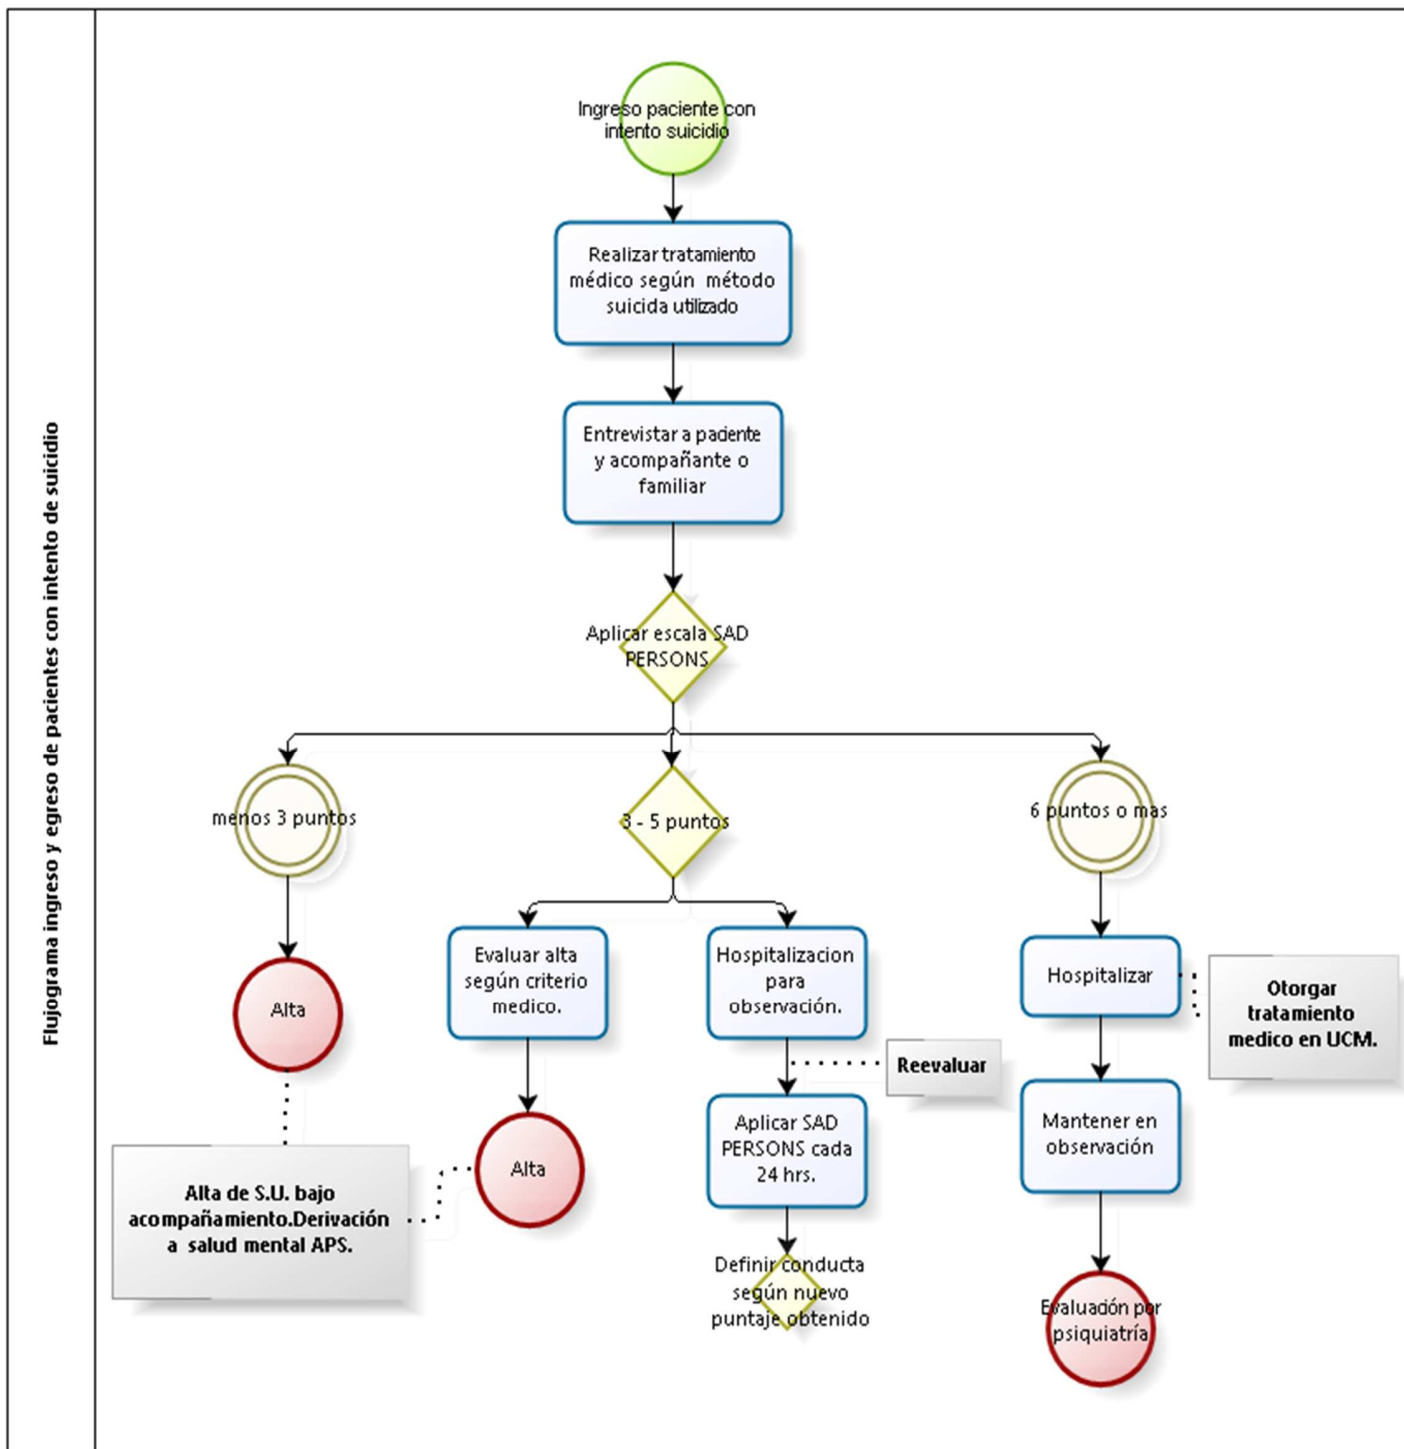 Flujograma ingreso y egreso de pacientes con intento de suicidio
Ingreso paciente con
intento suicidio
Realizar tratamiento
médico según método
suicida utilizado
Entrevistar a paciente
y acompañante o
familiar
Aplicar escala SAD
PERSONS
menos 3 puntos
3 - 5 puntos
6 puntos o mas
Alta
Evaluar alta
según criterio
medico.
Hospitalizacion
para
observación.
Hospitalizar
Otorgar
tratamiento
medico en UCM.
Reevaluar
Alta
Aplicar SAD
PERSONS cada
24 hrs.
Mantener en
observación
Alta de S.U. bajo
acompañamiento.Derivación
a salud mental APS.
Definir conducta
según nuevo
puntaje obtenido
Evaluación por
psiquiatría